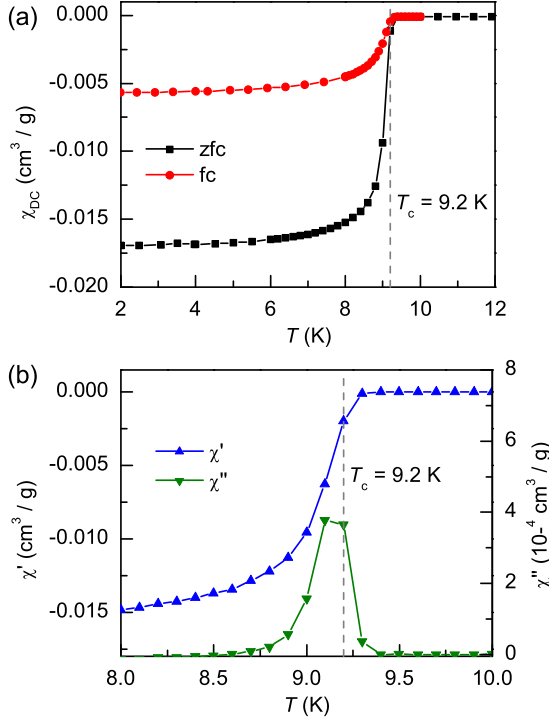 (a)
0.000
-0.005
-0.010
-0.015
-0.020
χDC (cm3 / g)
zfc
fc
Tc = 9.2 K
2 4 6 8 10 12
T (K)
(b)
0.000
-0.005
-0.010
-0.015
χ' (cm3 / g)
χ'
χ''
Tc = 9.2 K
8
6
4
2
0
χ'' (10-4 cm3 / g)
8.0 8.5 9.0 9.5 10.0
T (K)